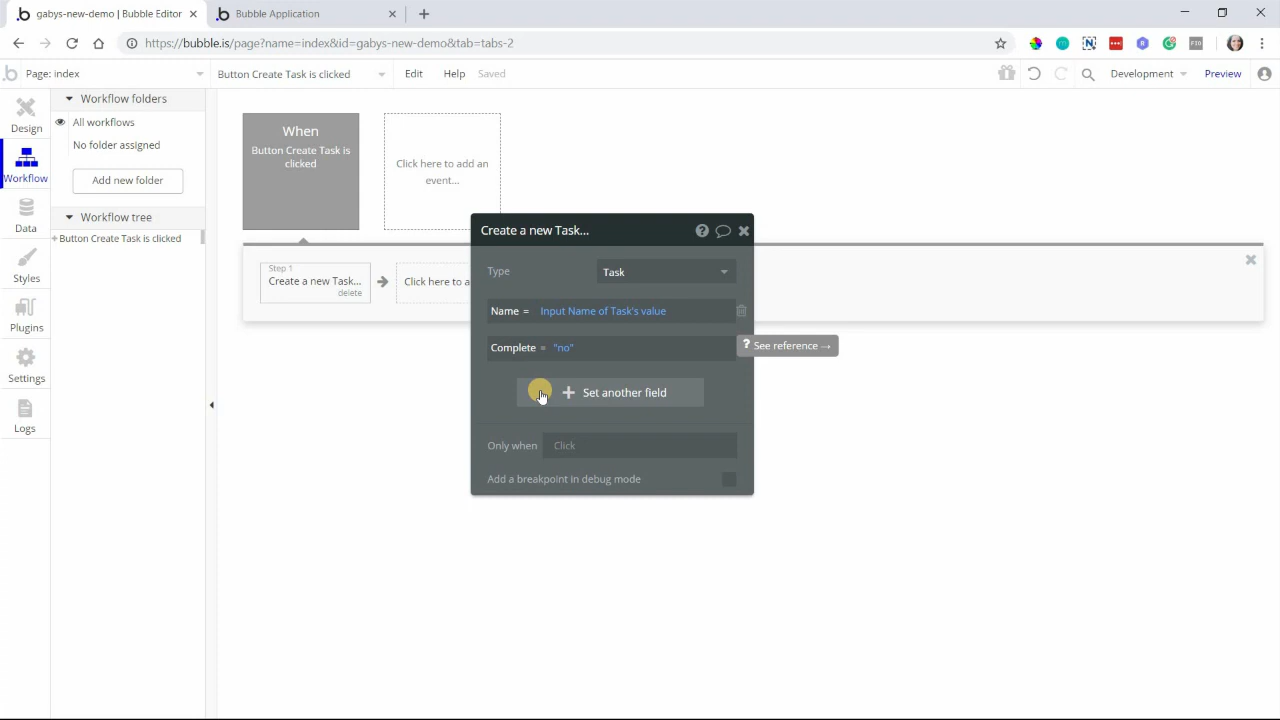 gabys-new-demo | Bubble Editor
Bubble Application
https://bubble.is/page?name=index&id=gabys-new-demo&tab=tabs-2
Page: index
Button Create Task is clicked
Edit
Help
Saved
Development
Preview
Design
Workflow
Data
Styles
Plugins
Settings
Logs
Workflow folders
All workflows
No folder assigned
Add new folder
Workflow tree
Button Create Task is clicked
When
Button Create Task is
clicked
Click here to add an
event...
Step 1
Create a new Task...
delete
Click here to a
Create a new Task...
Type
Task
Name = Input Name of Task's value
Complete = "no"
? See reference →
Set another field
Only when
Click
Add a breakpoint in debug mode